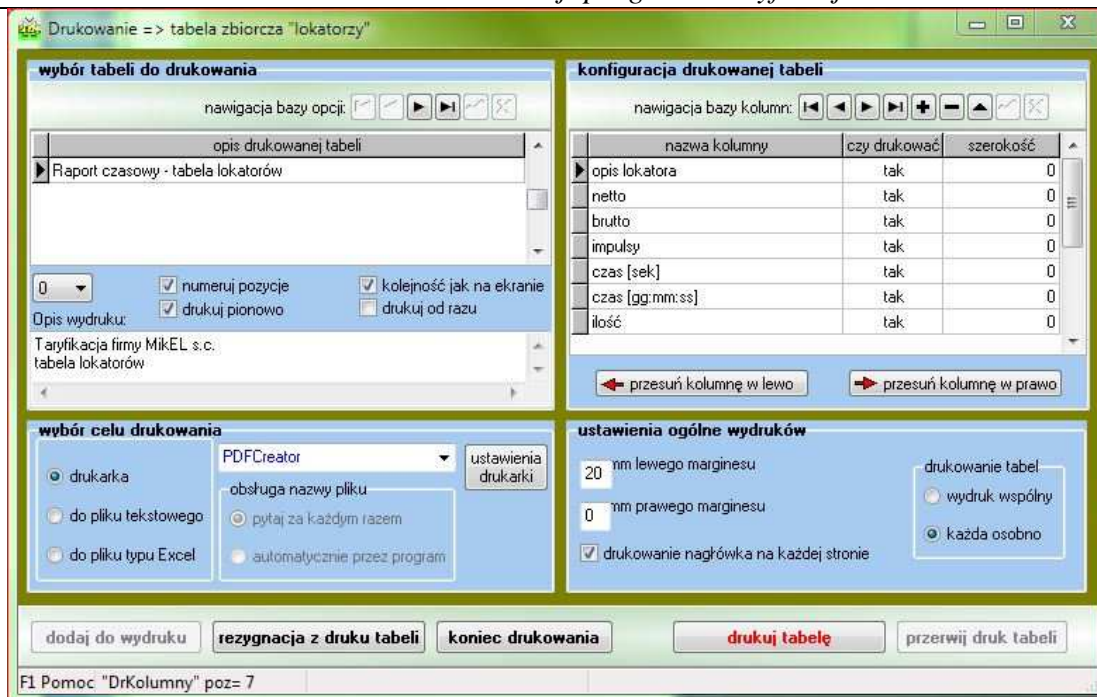 Drukowanie => tabela zbiorcza "lokatorzy"
wybór tabeli do drukowania
nawigacja bazy opcji:
opis drukowanej tabeli
Raport czasowy - tabela lokatorów
0
numeruj pozycje
kolejność jak na ekranie
drukuj pionowo
drukuj od razu
Opis wydruku:
Taryfikacja firmy MikEL s.c.
tabela lokatorów
konfiguracja drukowanej tabeli
nawigacja bazy kolumn:
nazwa kolumny czy drukować szerokość
opis lokatora tak 0
netto tak 0
brutto tak 0
impulsy tak 0
czas [sek] tak 0
czas [gg:mm:ss] tak 0
ilość tak 0
przesuń kolumnę w lewo
przesuń kolumnę w prawo
wybór celu drukowania
drukarka
do pliku tekstowego
do pliku typu Excel
PDFCreator
ustawienia
drukarki
obsługa nazwy pliku
pytaj za każdym razem
automatycznie przez program
ustawienia ogólne wydruków
20 mm lewego marginesu
0 mm prawego marginesu
drukowanie nagłówka na każdej stronie
drukowanie tabel
wydruk wspólny
każda osobno
dodaj do wydruku
rezygnacja z druku tabeli
koniec drukowania
drukuj tabelę
przerwij druk tabeli
F1 Pomoc "DrKolumny" poz= 7